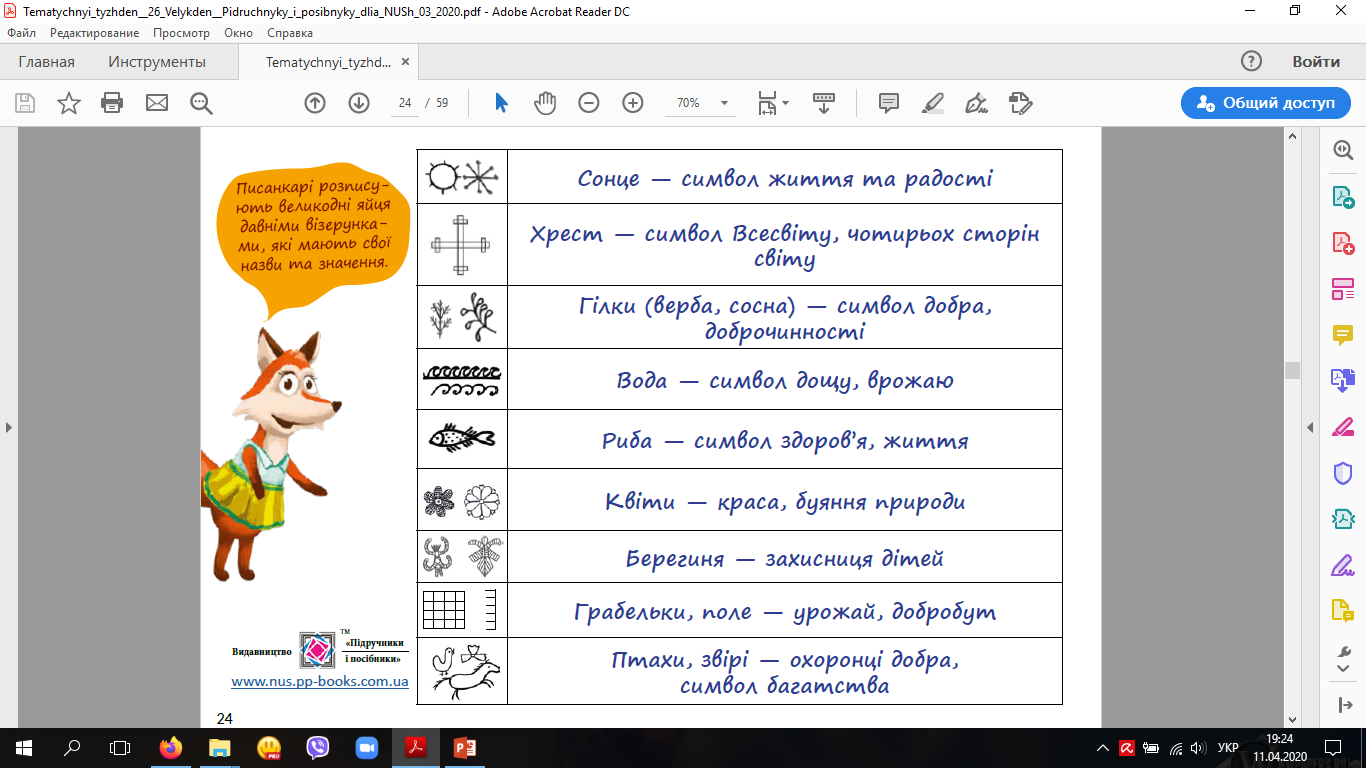 Tematychnyi_tyzhden__26_Velykden__Pidruchnyky_i_posibnyky_dlia_NUSh_03_2020.pdf - Adobe Acrobat Reader DC
Файл Редактирование Просмотр Окно Справка
Главная Инструменты Tematychnyi_tyzhd... × Войти
24 / 59 70% Общий доступ
Писанкарі розпису-
ють великодні яйця
давніми візерунка-
ми, які мають свої
назви та значення.
Сонце — символ життя та радості
Хрест — символ Всесвіту, чотирьох сторін
світу
Гілки (верба, сосна) — символ добра,
доброчинності
Вода — символ дощу, врожаю
Риба — символ здоров'я, життя
Квіти — краса, буяння природи
Берегиня — захисниця дітей
Грабельки, поле — урожай, добробут
Птахи, звірі — охоронці добра,
символ багатства
Видавництво
TM
«Підручники
і посібники»
www.nus.pp-books.com.ua
24
PRO
УКР
19:24
11.04.2020